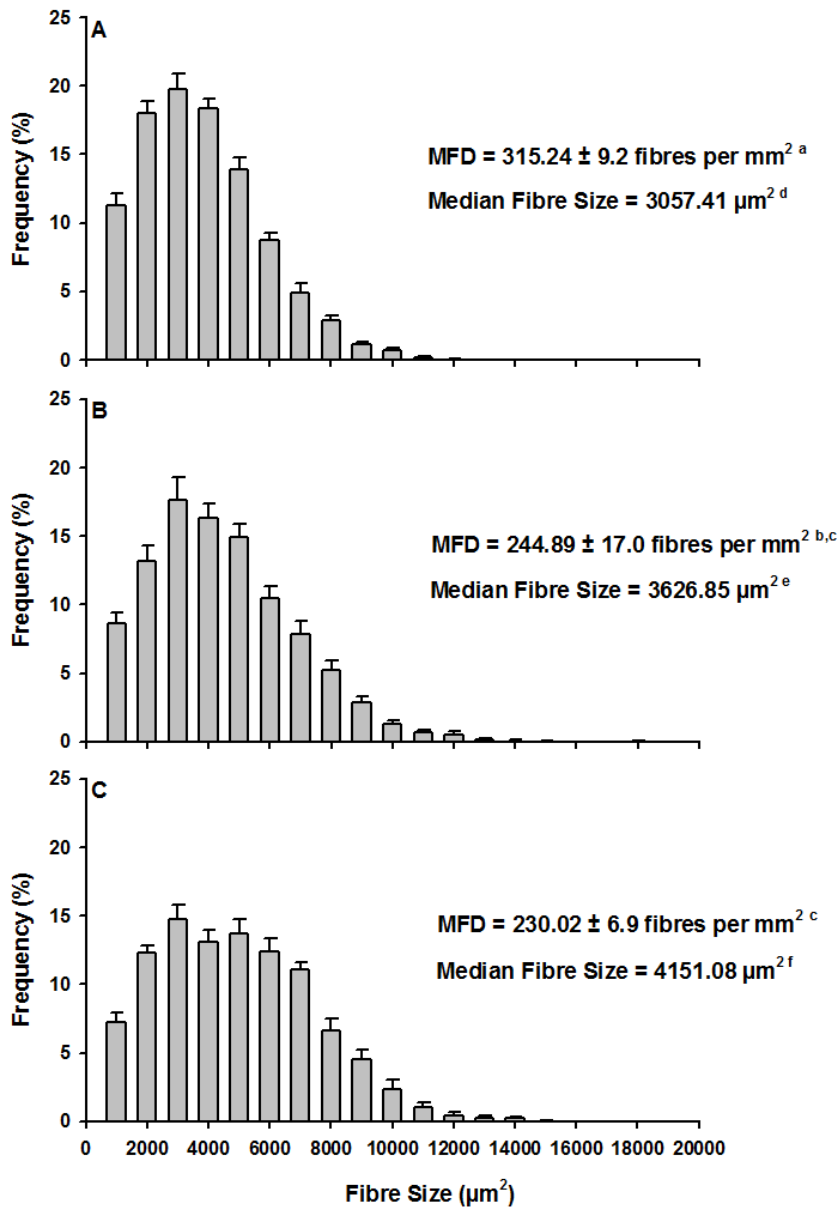 A
25
20
15
10
5
0
Frequency (%)
MFD = 315.24 ± 9.2 fibres per mm² ᵃ
Median Fibre Size = 3057.41 µm² ᵈ
B
25
20
15
10
5
0
Frequency (%)
MFD = 244.89 ± 17.0 fibres per mm² ᵇ,ᶜ
Median Fibre Size = 3626.85 µm² ᵉ
C
25
20
15
10
5
0
Frequency (%)
MFD = 230.02 ± 6.9 fibres per mm² ᶜ
Median Fibre Size = 4151.08 µm² ᶠ
0 2000 4000 6000 8000 10000 12000 14000 16000 18000 20000
Fibre Size (µm²)